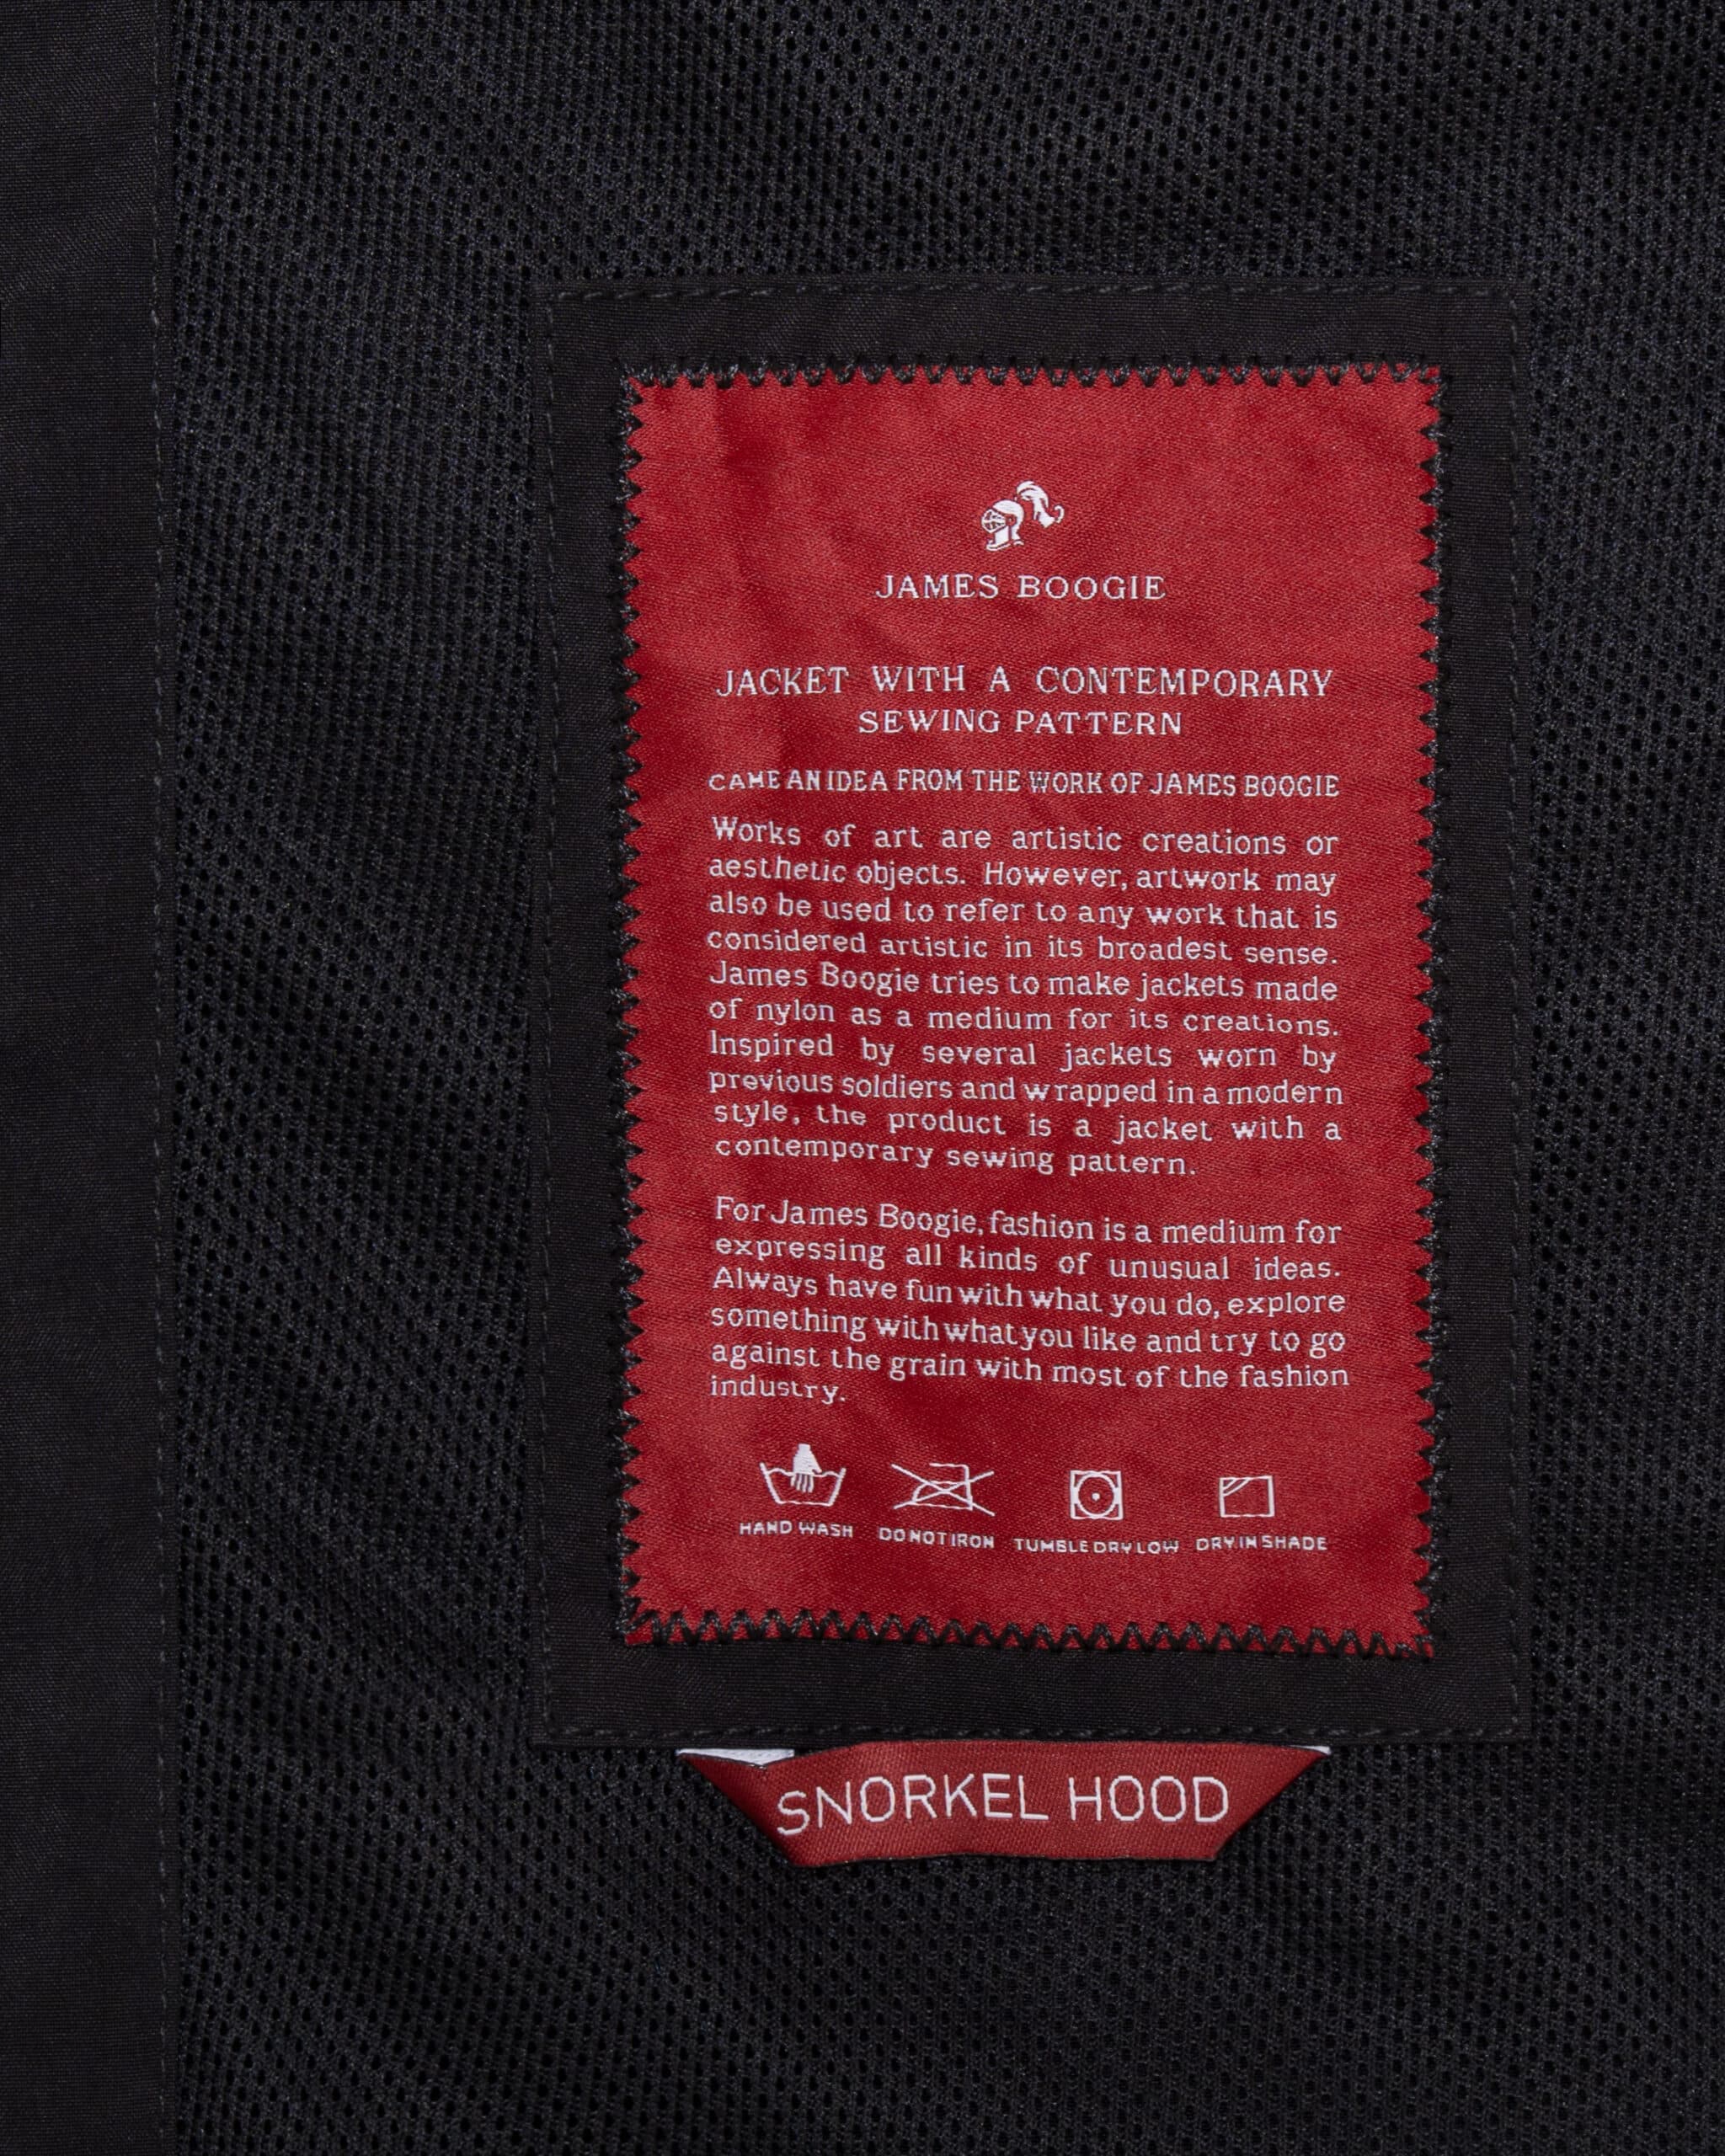 JAMES BOOGIE
JACKET WITH A CONTEMPORARY
SEWING PATTERN
CAME AN IDEA FROM THE WORK OF JAMES BOOGIE
Works of art are artistic creations or
aesthetic objects. However, artwork may
also be used to refer to any work that is
considered artistic in its broadest sense.
James Boogie tries to make jackets made
of nylon as a medium for its creations.
Inspired by several jackets worn by
previous soldiers and wrapped in a modern
style, the product is a jacket with a
contemporary sewing pattern.
For James Boogie, fashion is a medium for
expressing all kinds of unusual ideas.
Always have fun with what you do, explore
something with what you like and try to go
against the grain with most of the fashion
industry.
HAND WASH DO NOT IRON TUMBLE DRY LOW DRY IN SHADE
SNORKEL HOOD